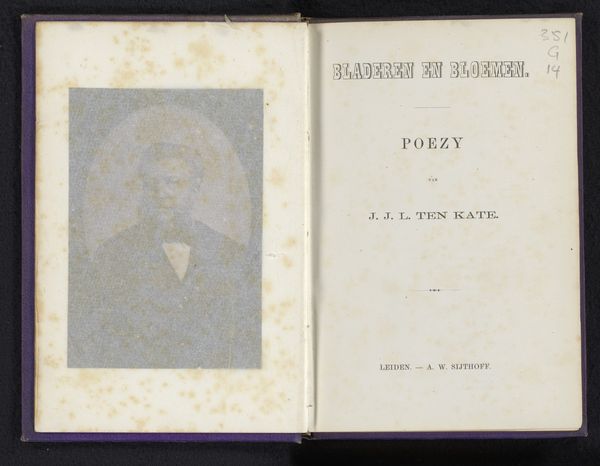 351
G
14
BLADEREN EN BLOEMEN.
POEZY
VAN
J. J. L. TEN KATE.
LEIDEN. — A. W. SIJTHOFF.